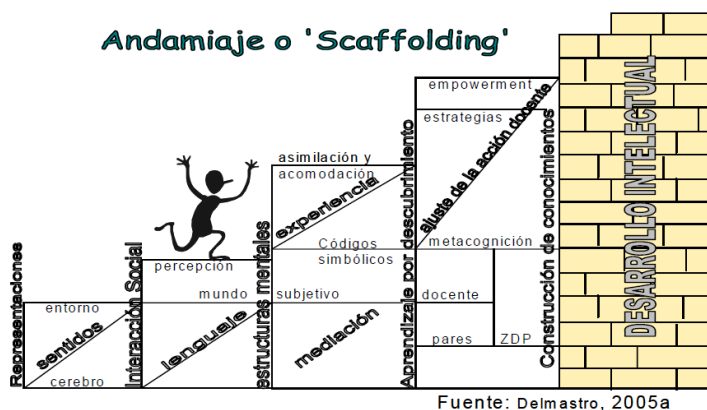 Andamiaje o 'Scaffolding'
empowerment
estrategias
ajuste de la acción docente
asimilación y
acomodación
experiencia
Códigos
simbólicos
metacognición
percepción
mundo
subjetivo
docente
entorno
sentidos
cerebro
lenguaje
mediación
pares
ZDP
Representaciones
Interacción Social
estructuras mentales
Aprendizaje por descubrimiento
Construcción de conocimientos
DESARROLLO INTELECTUAL
Fuente: Delmastro, 2005a